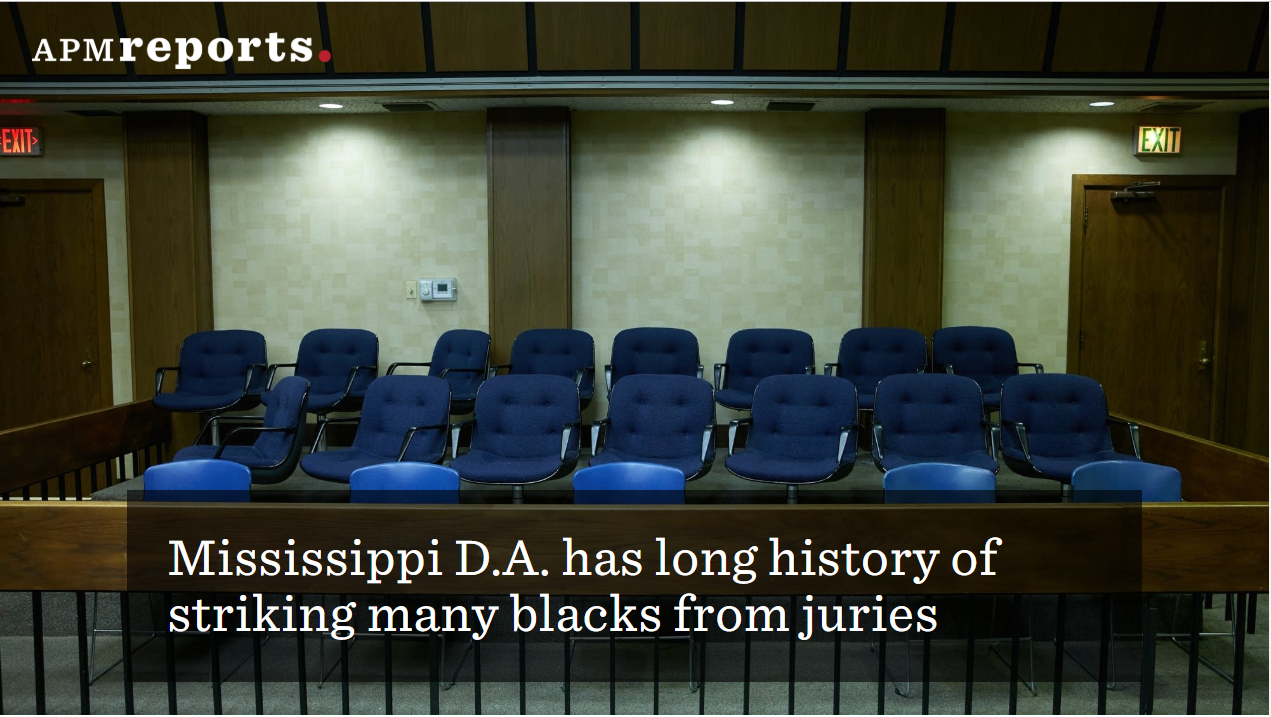 APMreports.
EXIT
EXIT
Mississippi D.A. has long history of
striking many blacks from juries